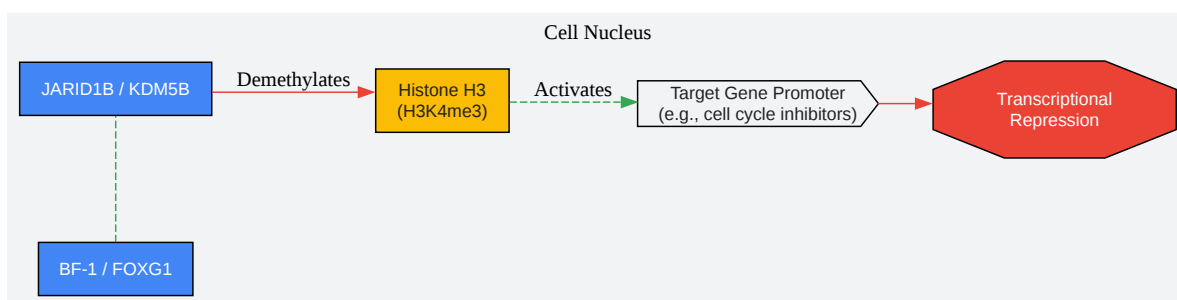 Cell Nucleus
JARID1B / KDM5B
Demethylates
Histone H3
(H3K4me3)
Activates
Target Gene Promoter
(e.g., cell cycle inhibitors)
Transcriptional
Repression
BF-1 / FOXG1